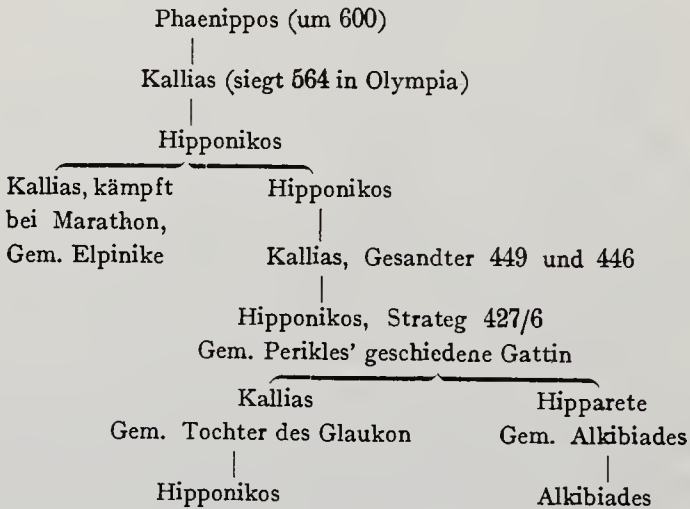 Phaenippos (um 600)
Kallias (siegt 564 in Olympia)
Hipponikos
Kallias, kämpft
bei Marathon,
Gem. Elpinike
Hipponikos
Kallias, Gesandter 449 und 446
Hipponikos, Strateg 427/6
Gem. Perikles’ geschiedene Gattin
Kallias
Gem. Tochter des Glaukon
Hipponikos
Hipparete
Gem. Alkibiades
Alkibiades